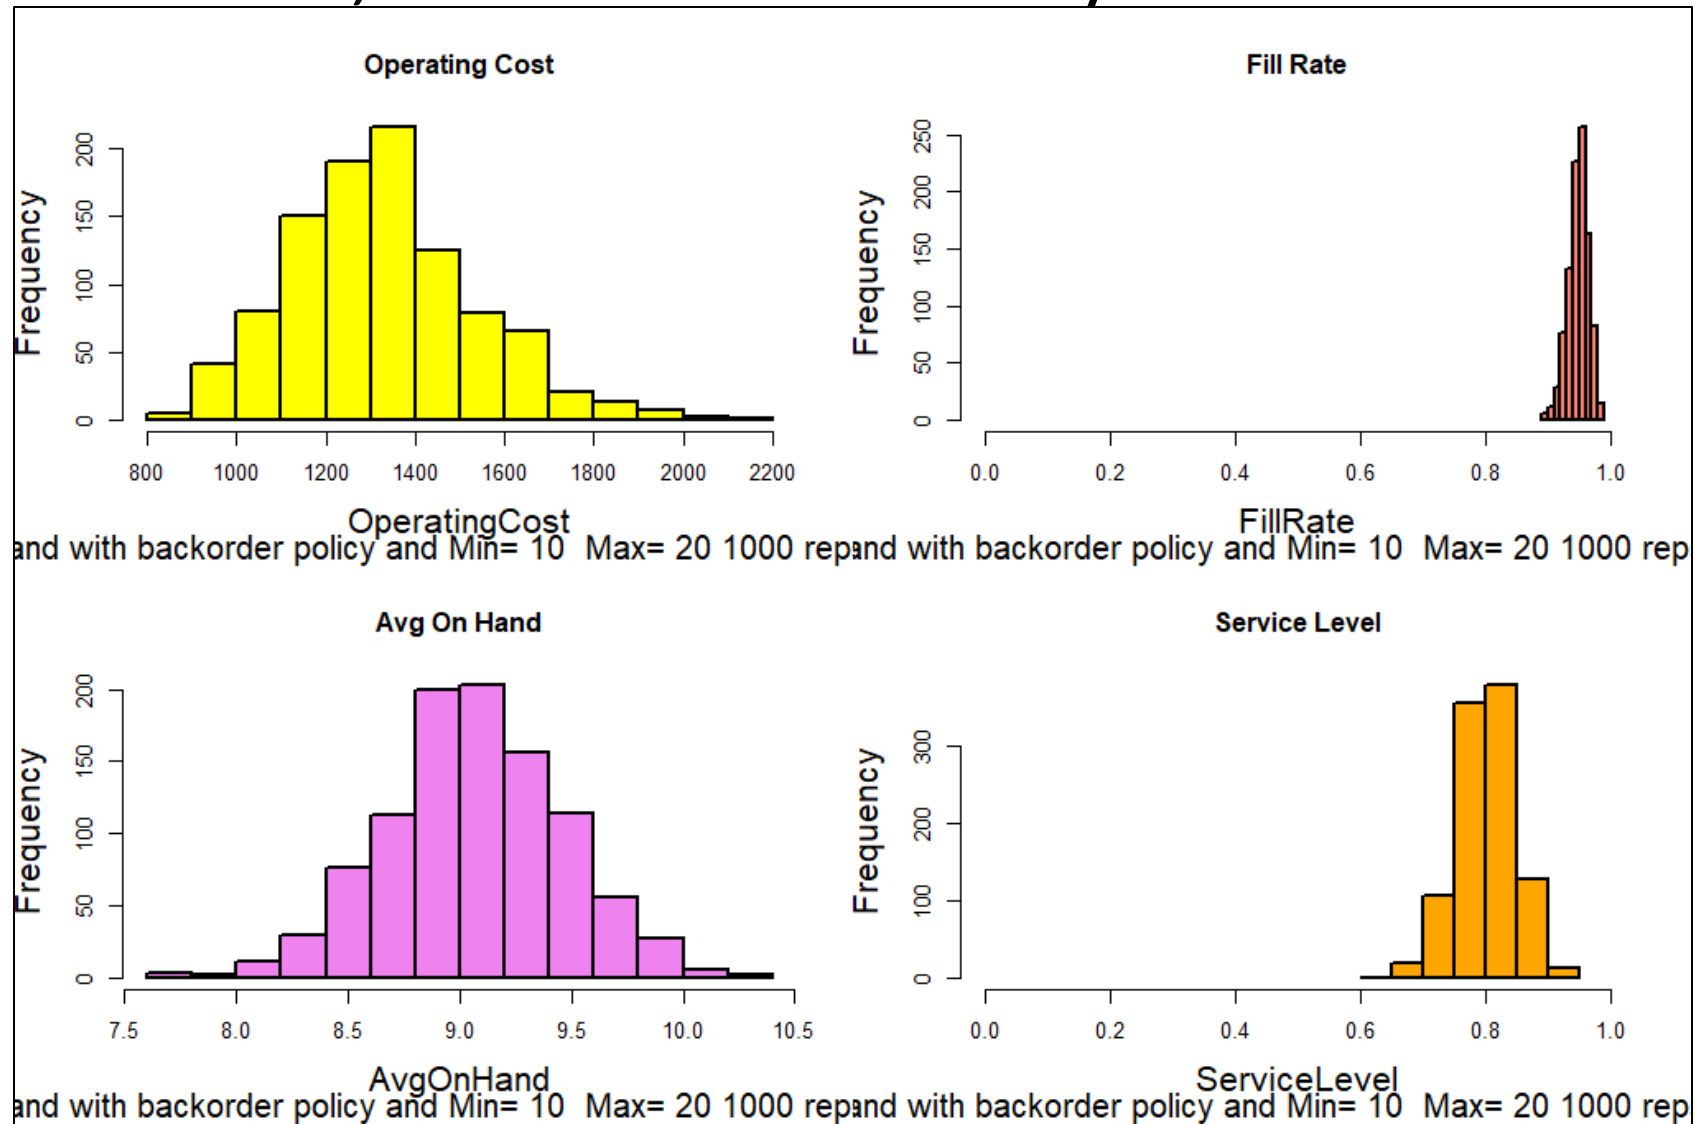 Operating Cost
Frequency
0 50 100 150 200
800 1000 1200 1400 1600 1800 2000 2200
OperatingCost
and with backorder policy and Min= 10 Max= 20 1000 rep
Fill Rate
Frequency
0 50 100 150 200 250
0.0 0.2 0.4 0.6 0.8 1.0
FillRate
and with backorder policy and Min= 10 Max= 20 1000 rep
Avg On Hand
Frequency
0 50 100 150 200
7.5 8.0 8.5 9.0 9.5 10.0 10.5
AvgOnHand
and with backorder policy and Min= 10 Max= 20 1000 rep
Service Level
Frequency
0 100 200 300
0.0 0.2 0.4 0.6 0.8 1.0
ServiceLevel
and with backorder policy and Min= 10 Max= 20 1000 rep